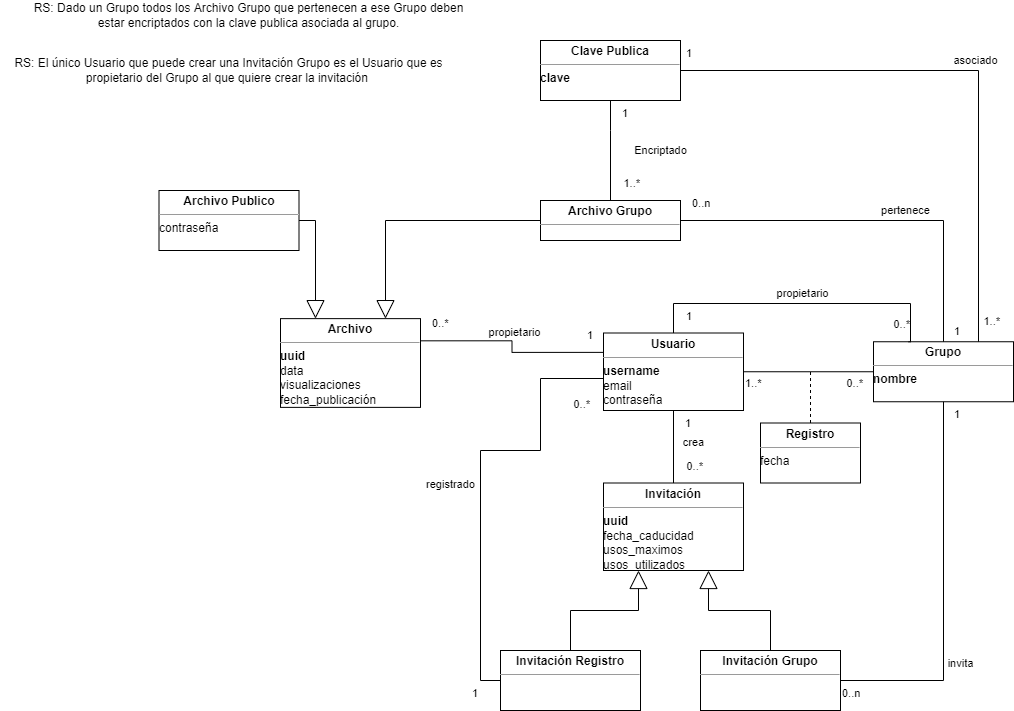 RS: Dado un Grupo todos los Archivo Grupo que pertenecen a ese Grupo deben
estar encriptados con la clave publica asociada al grupo.
RS: El único Usuario que puede crear una Invitación Grupo es el Usuario que es
propietario del Grupo al que quiere crear la invitación
Clave Publica
clave
1
asociado
1
Encriptado
1..*
Archivo Publico
contraseña
Archivo Grupo
0..n
pertenece
Archivo
uuid
data
visualizaciones
fecha_publicación
0..*
propietario
1
propietario
1
0..*
1
1..*
Usuario
username
email
contraseña
Grupo
nombre
1..*
0..*
0..*
1
crea
0..*
1
Registro
fecha
registrado
Invitación
uuid
fecha_caducidad
usos_maximos
usos_utilizados
Invitación Registro
1
Invitación Grupo
0..n
invita